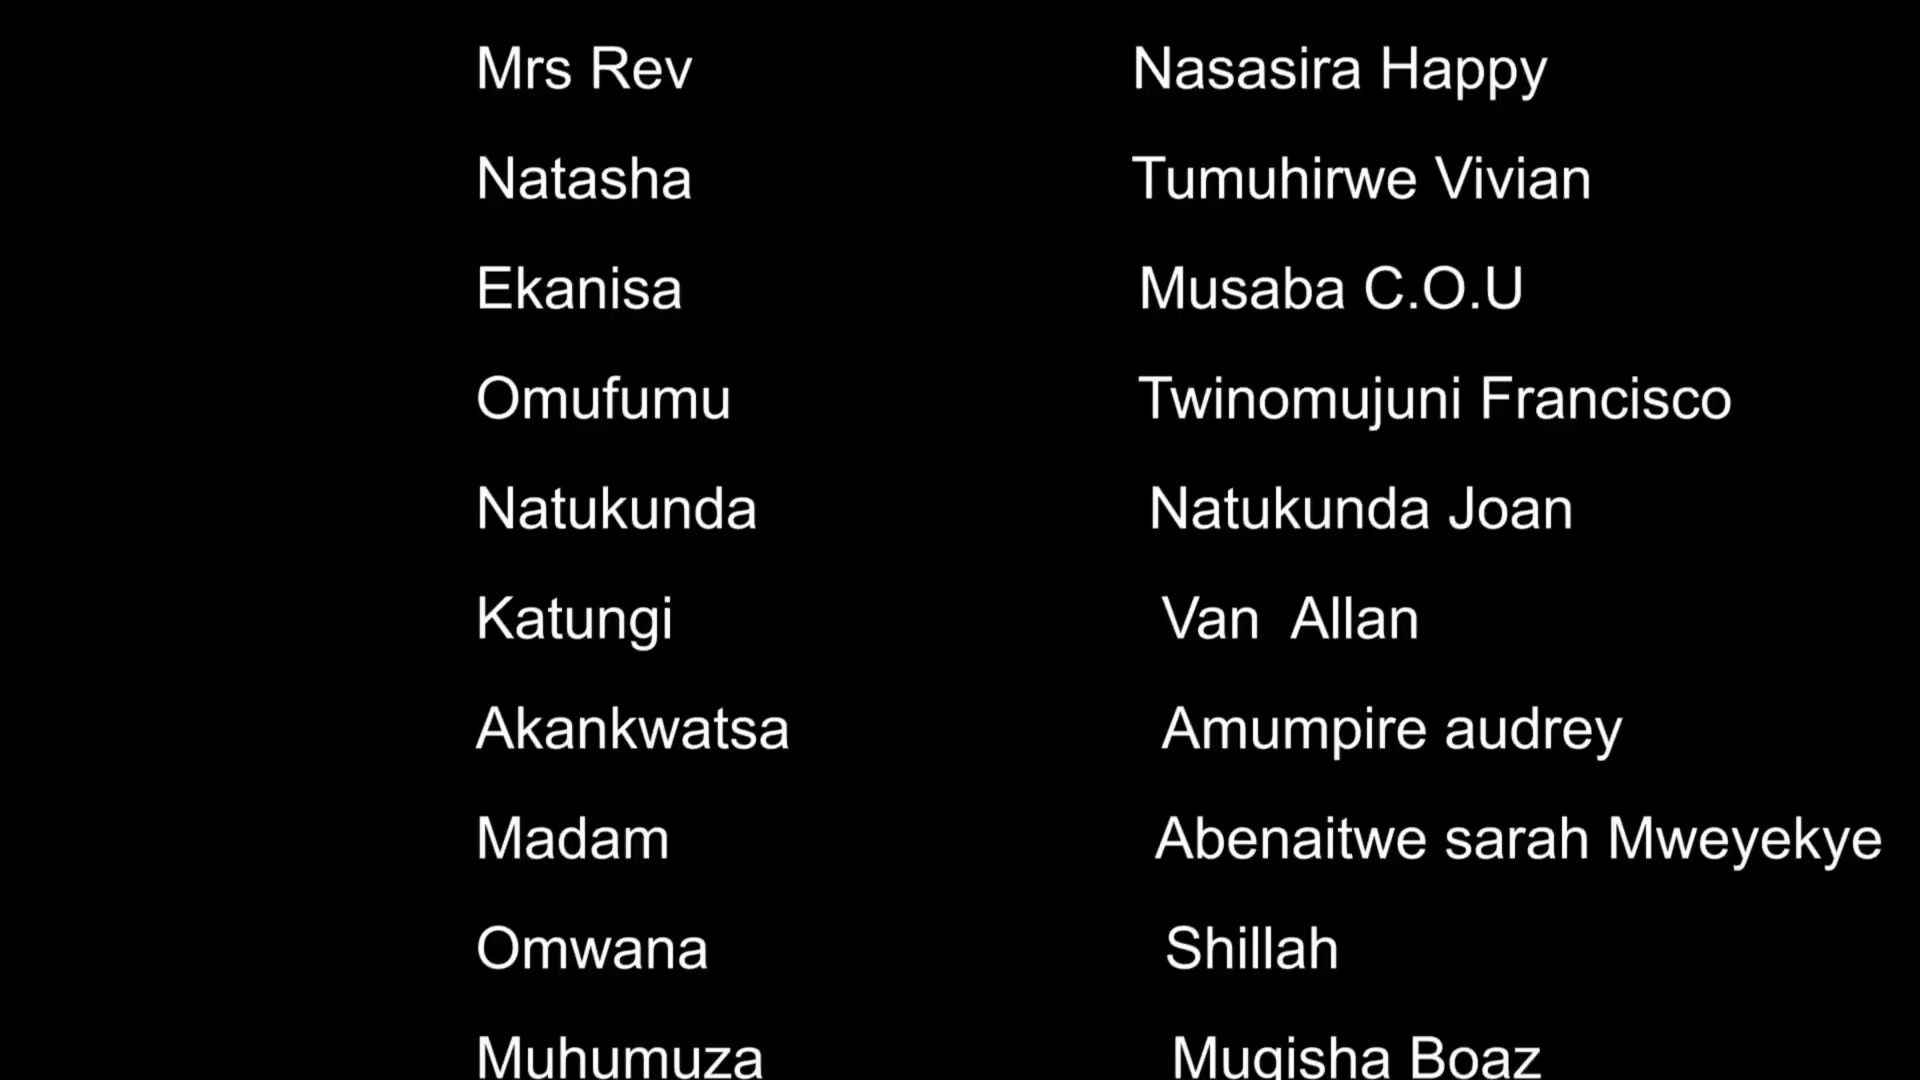 Mrs Rev Nasasira Happy
Natasha Tumuhirwe Vivian
Ekanisa Musaba C.O.U
Omufumu Twinomujuni Francisco
Natukunda Natukunda Joan
Katungi Van Allan
Akankwatsa Amumpire audrey
Madam Abenaitwe sarah Mweyekye
Omwana Shillah
Muhumuza Mugisha Boaz